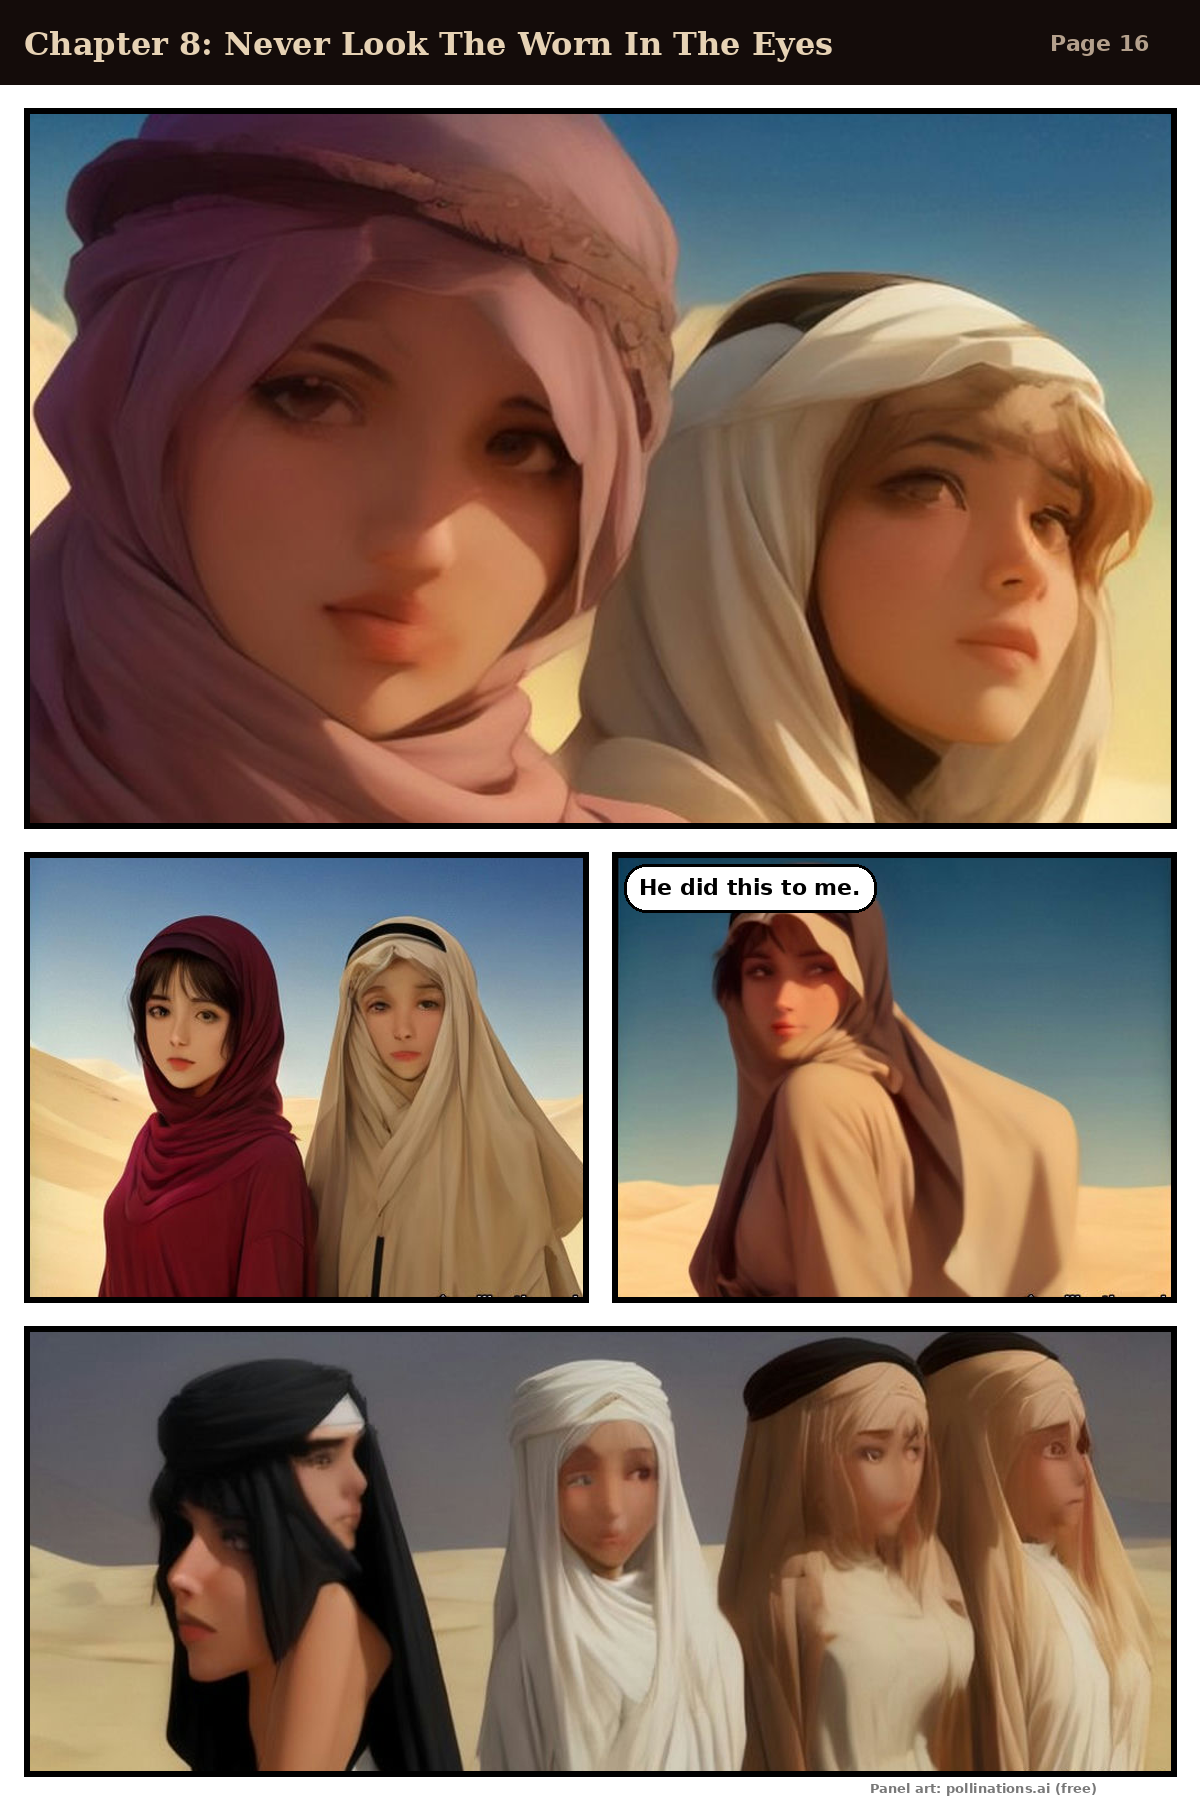 Chapter 8: Never Look The Worn In The Eyes
Page 16
He did this to me.
Panel art: pollinations.ai (free)